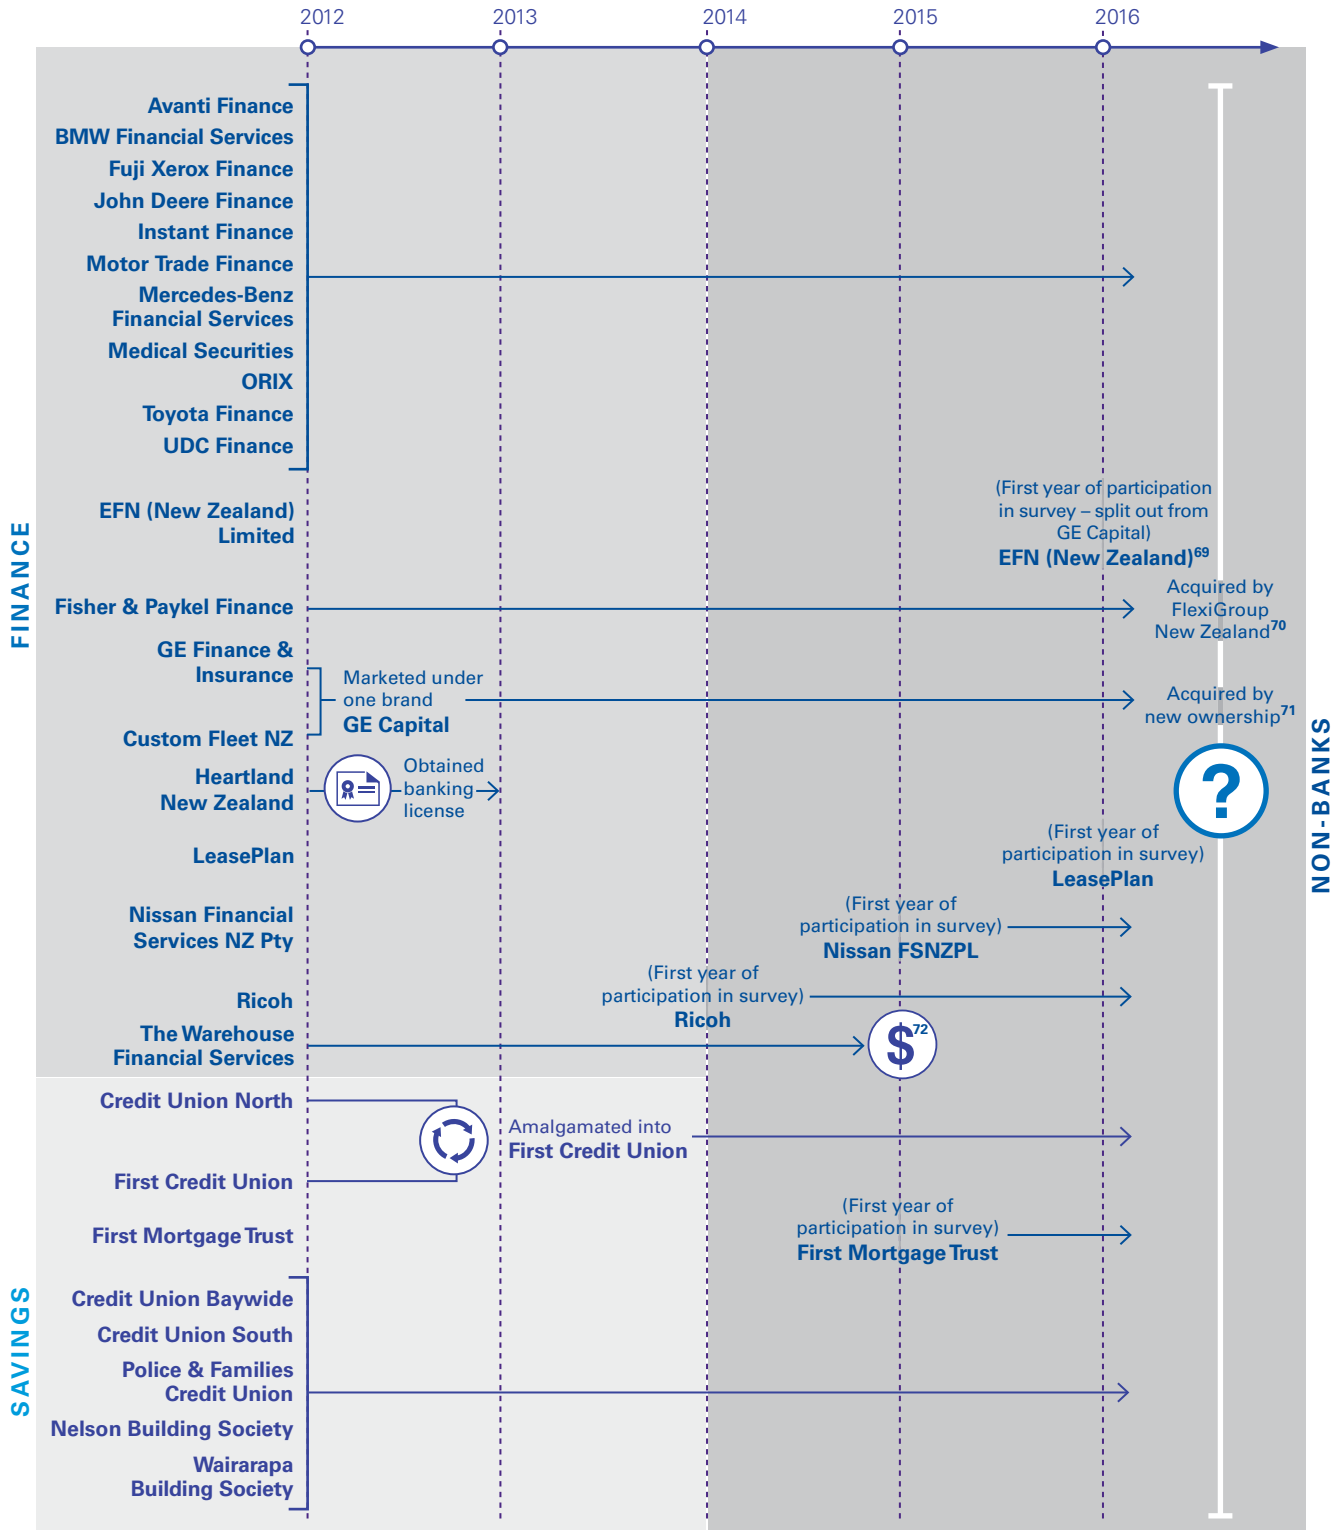 2012 2013 2014 2015 2016
Avanti Finance
BMW Financial Services
Fuji Xerox Finance
John Deere Finance
Instant Finance
Motor Trade Finance
Mercedes-Benz
Financial Services
Medical Securities
ORIX
Toyota Finance
UDC Finance
FINANCE
EFN (New Zealand)
Limited
(First year of participation
in survey – split out from
GE Capital)
EFN (New Zealand)69
Fisher & Paykel Finance
Acquired by
FlexiGroup
New Zealand70
GE Finance &
Insurance
Custom Fleet NZ
Marketed under
one brand
GE Capital
Acquired by
new ownership71
Heartland
New Zealand
Obtained
banking
license
?
NON-BANKS
LeasePlan
(First year of
participation in survey)
LeasePlan
Nissan Financial
Services NZ Pty
(First year of
participation in survey)
Nissan FSNZPL
Ricoh
(First year of
participation in survey)
Ricoh
The Warehouse
Financial Services
$72
SAVINGS
Credit Union North
First Credit Union
Amalgamated into
First Credit Union
First Mortgage Trust
(First year of
participation in survey)
First Mortgage Trust
Credit Union Baywide
Credit Union South
Police & Families
Credit Union
Nelson Building Society
Wairarapa
Building Society